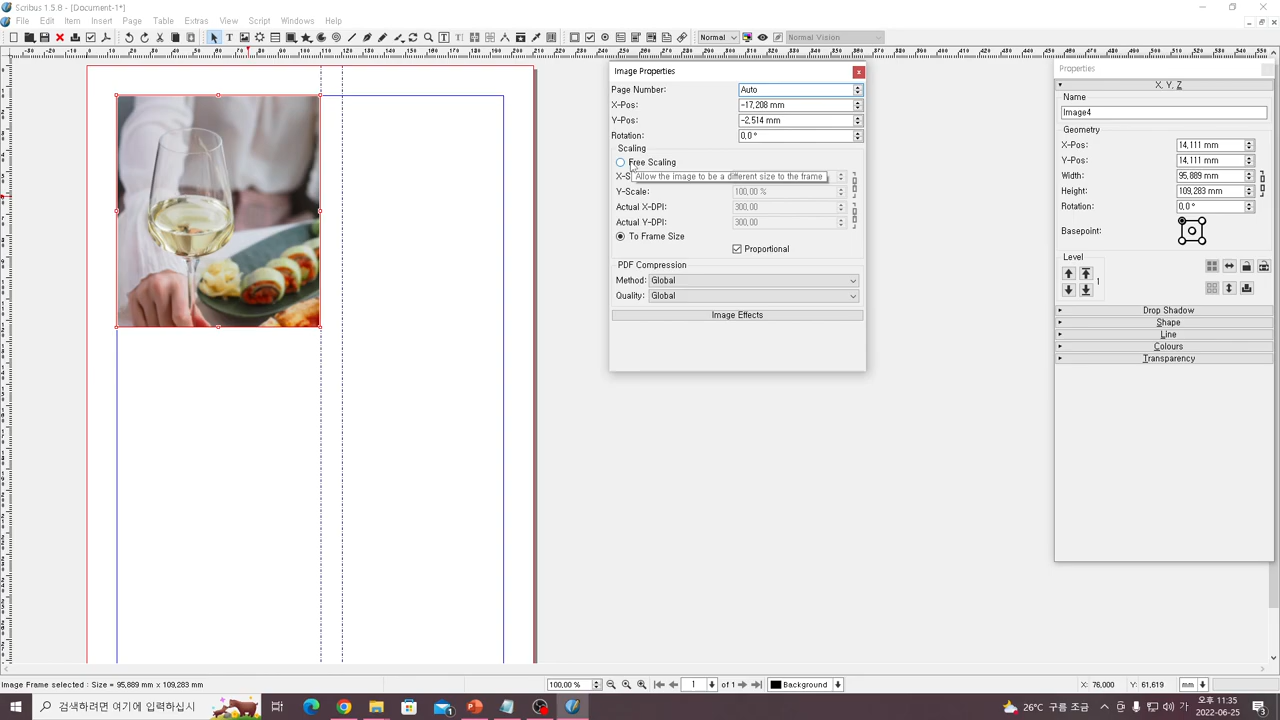 Scribus 1.5.8 - [Document-1*]
File Edit Item Insert Page Table Extras View Script Windows Help
Normal Normal Vision
Image Properties
Page Number: Auto
X-Pos: -17,208 mm
Y-Pos: -2,514 mm
Rotation: 0,0 °
Scaling
Free Scaling
Allow the image to be a different size to the frame
Y-Scale: 100,00 %
Actual X-DPI: 300,00
Actual Y-DPI: 300,00
To Frame Size
Proportional
PDF Compression
Method: Global
Quality: Global
Image Effects
Properties
X, Y, Z
Name
Image4
Geometry
X-Pos: 14,111 mm
Y-Pos: 14,111 mm
Width: 95,889 mm
Height: 109,283 mm
Rotation: 0,0 °
Basepoint:
Level
1
Drop Shadow
Shape
Line
Colours
Transparency
Image Frame selected : Size = 95,889 mm x 109,283 mm
100,00 % 1 of 1 Background X: 76,000 Y: 61,619 mm
검색하려면 여기에 입력하십시
26°C 구름 조금
오전 11:35
2022-06-25